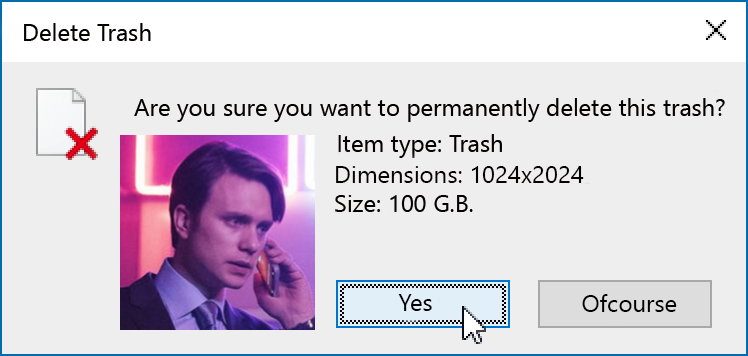 Delete Trash
Are you sure you want to permanently delete this trash?
Item type: Trash
Dimensions: 1024x2024
Size: 100 G.B.
Yes
Ofcourse